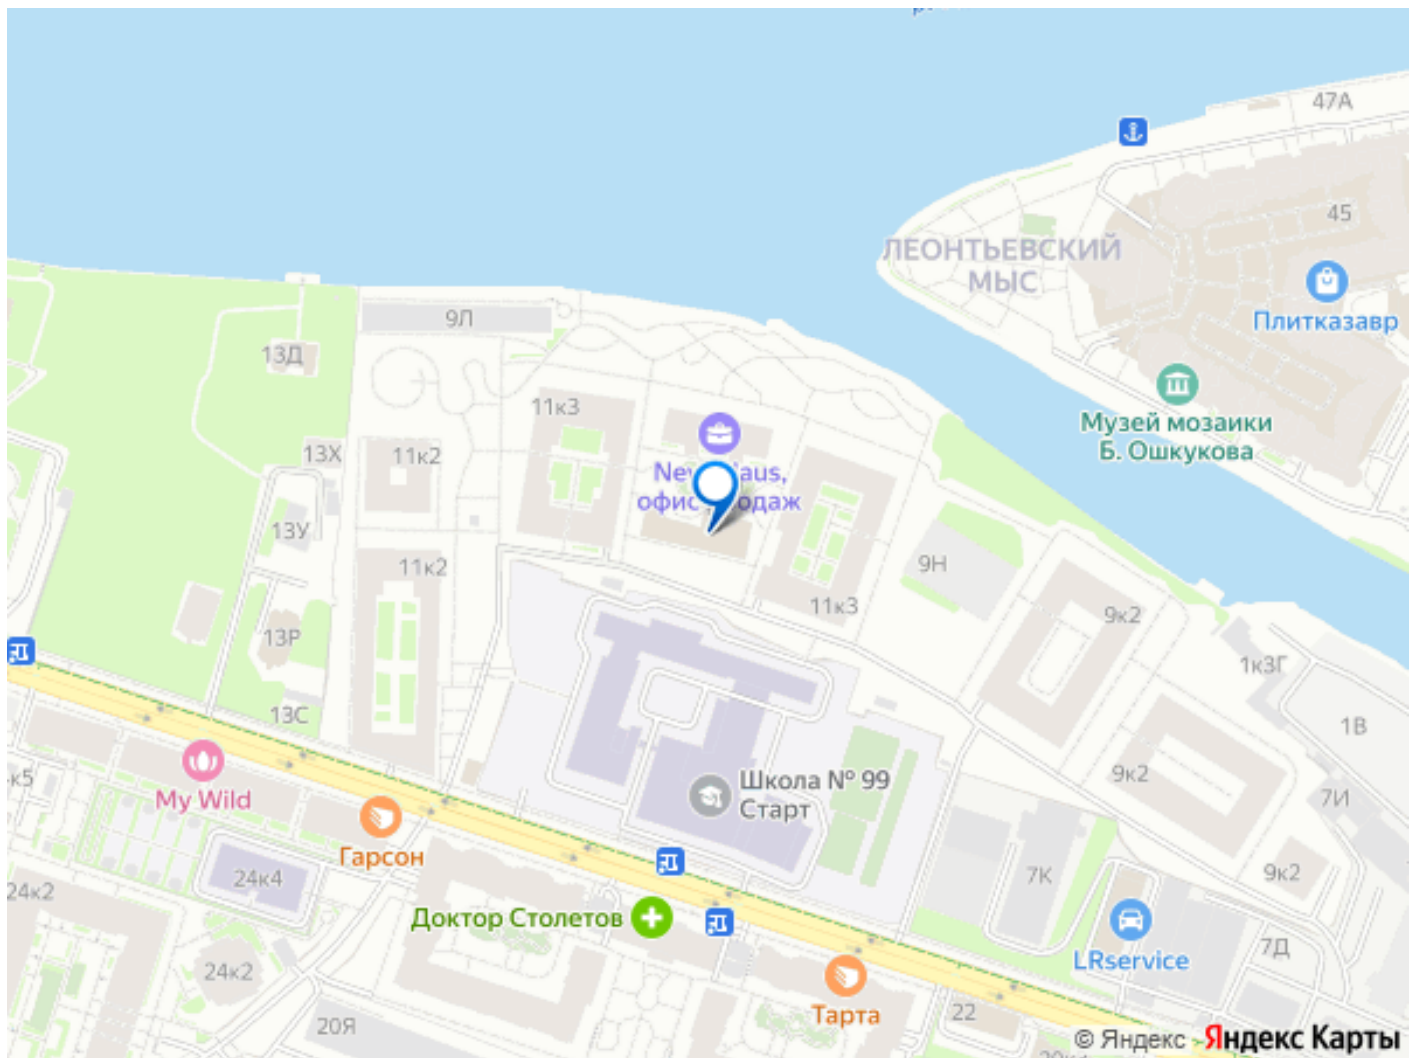 47А
45
ЛЕОНТЬЕВСКИЙ
МЫС
Плитказавр
9Л
13Д
Музей мозаики
Б. Ошкукова
11к3
13Х
11к2
13У
9Н
11к2
11к3
9к2
13Р
1к3Г
13С
1В
My Wild
к5
Школа № 99
Старт
9к2
7И
Гарсон
24к4
7К
9к2
24к2
Доктор Столетов
LRservice
7Д
24к2
Тарта
22
20Я
© Яндекс
Яндекс Карты